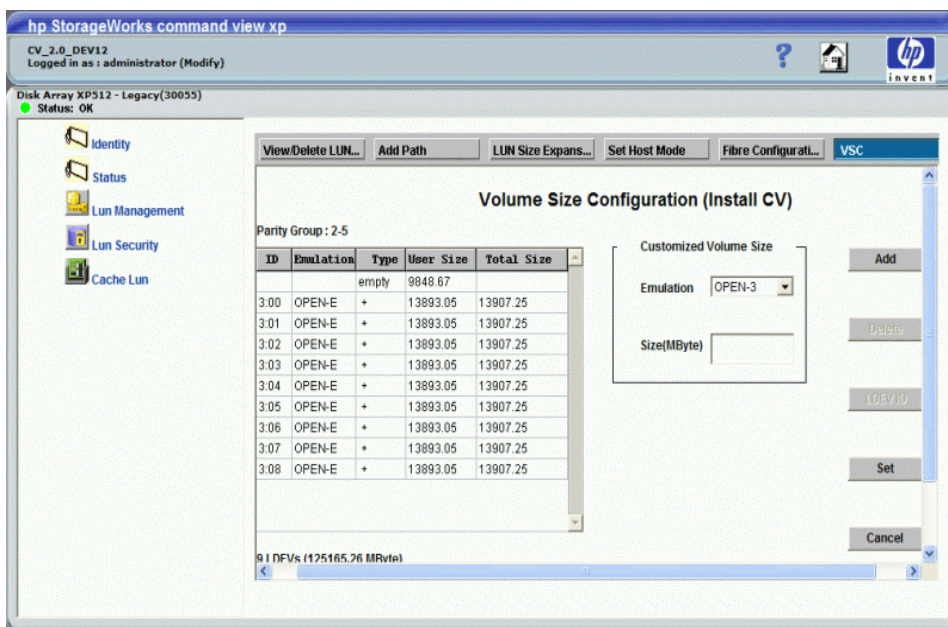 hp StorageWorks command view xp
CV_2.0_DEV12
Logged in as : administrator (Modify)
?
hp
invent
Disk Array XP512 - Legacy(30055)
Status: OK
Identity
Status
Lun Management
Lun Security
Cache Lun
View/Delete LUN... Add Path LUN Size Expans... Set Host Mode Fibre Configurati... VSC
Volume Size Configuration (Install CV)
Parity Group : 2-5
ID Emulation Type User Size Total Size
empty 9848.67
3:00 OPEN-E + 13893.05 13907.25
3:01 OPEN-E + 13893.05 13907.25
3:02 OPEN-E + 13893.05 13907.25
3:03 OPEN-E + 13893.05 13907.25
3:04 OPEN-E + 13893.05 13907.25
3:05 OPEN-E + 13893.05 13907.25
3:06 OPEN-E + 13893.05 13907.25
3:07 OPEN-E + 13893.05 13907.25
3:08 OPEN-E + 13893.05 13907.25
9 LDEVs (125165.26 MByte)
Customized Volume Size
Emulation OPEN-3
Size(MByte)
Add
Delete
LDEV ID
Set
Cancel